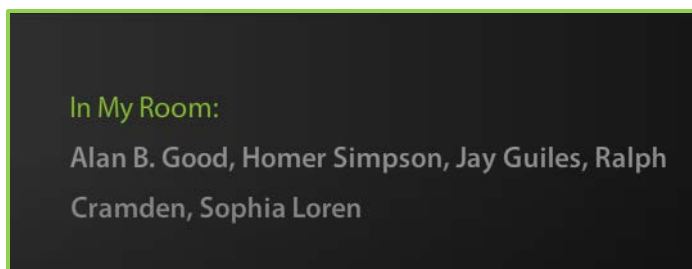 In My Room:
Alan B. Good, Homer Simpson, Jay Guiles, Ralph
Cramden, Sophia Loren